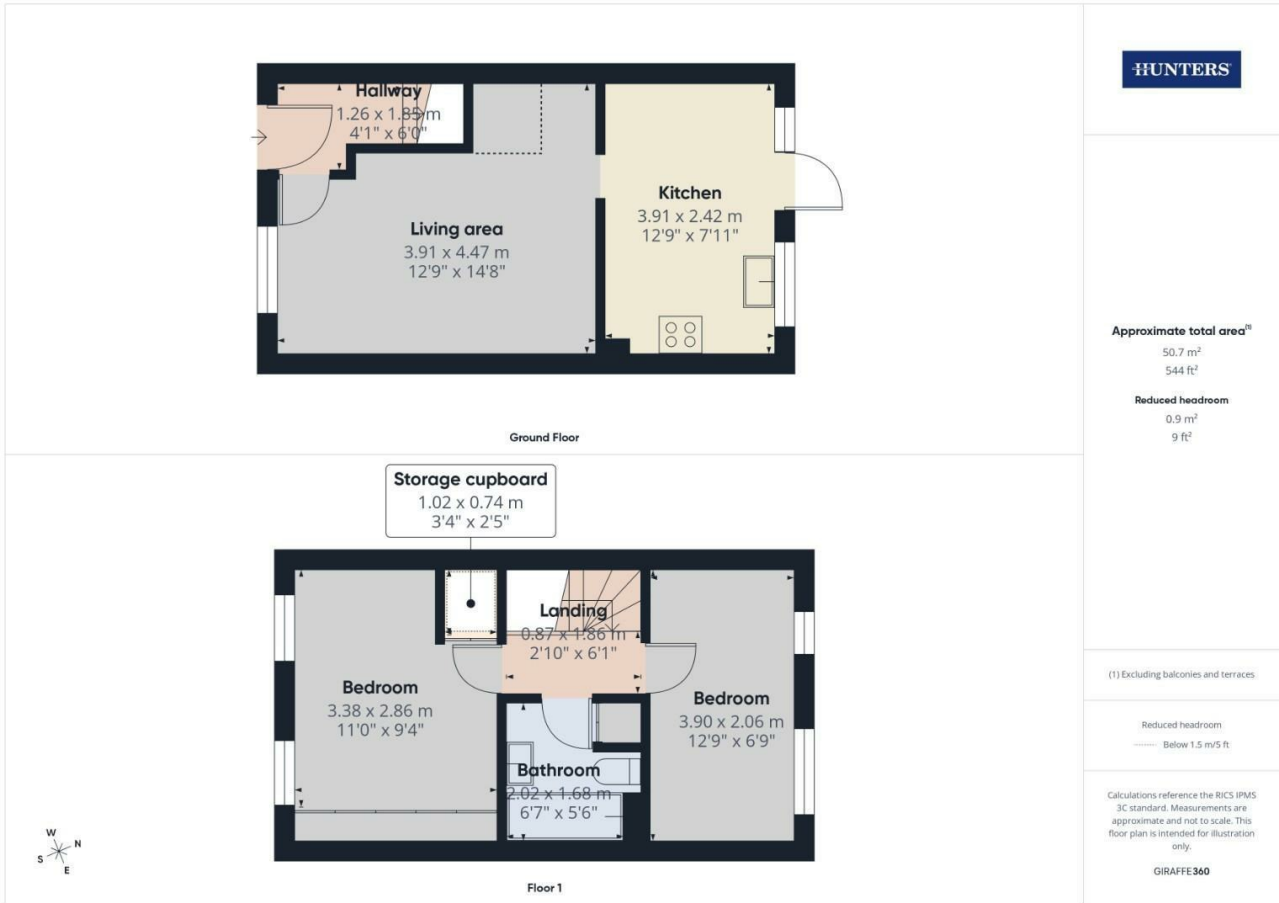 Hallway
1.26 x 1.85 m
4'1" x 6'0"
Living area
3.91 x 4.47 m
12'9" x 14'8"
Kitchen
3.91 x 2.42 m
12'9" x 7'11"
Ground Floor
Storage cupboard
1.02 x 0.74 m
3'4" x 2'5"
Landing
0.87 x 1.86 m
2'10" x 6'1"
Bedroom
3.38 x 2.86 m
11'0" x 9'4"
Bedroom
3.90 x 2.06 m
12'9" x 6'9"
Bathroom
2.02 x 1.68 m
6'7" x 5'6"
W
N
S
E
Floor 1
HUNTERS
Approximate total area(1)
50.7 m²
544 ft²
Reduced headroom
0.9 m²
9 ft²
(1) Excluding balconies and terraces
Reduced headroom
Below 1.5 m/5 ft
Calculations reference the RICS IPMS
3C standard. Measurements are
approximate and not to scale. This
floor plan is intended for illustration
only.
GIRAFFE360